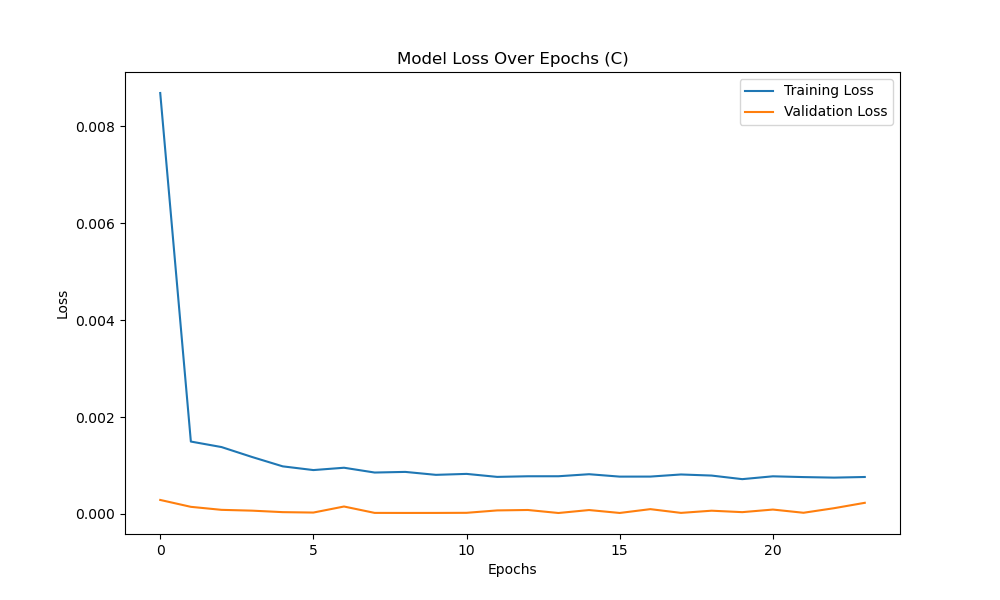 Model Loss Over Epochs (C)
Training Loss
Validation Loss
0.008
0.006
0.004
0.002
0.000
Loss
0 5 10 15 20
Epochs